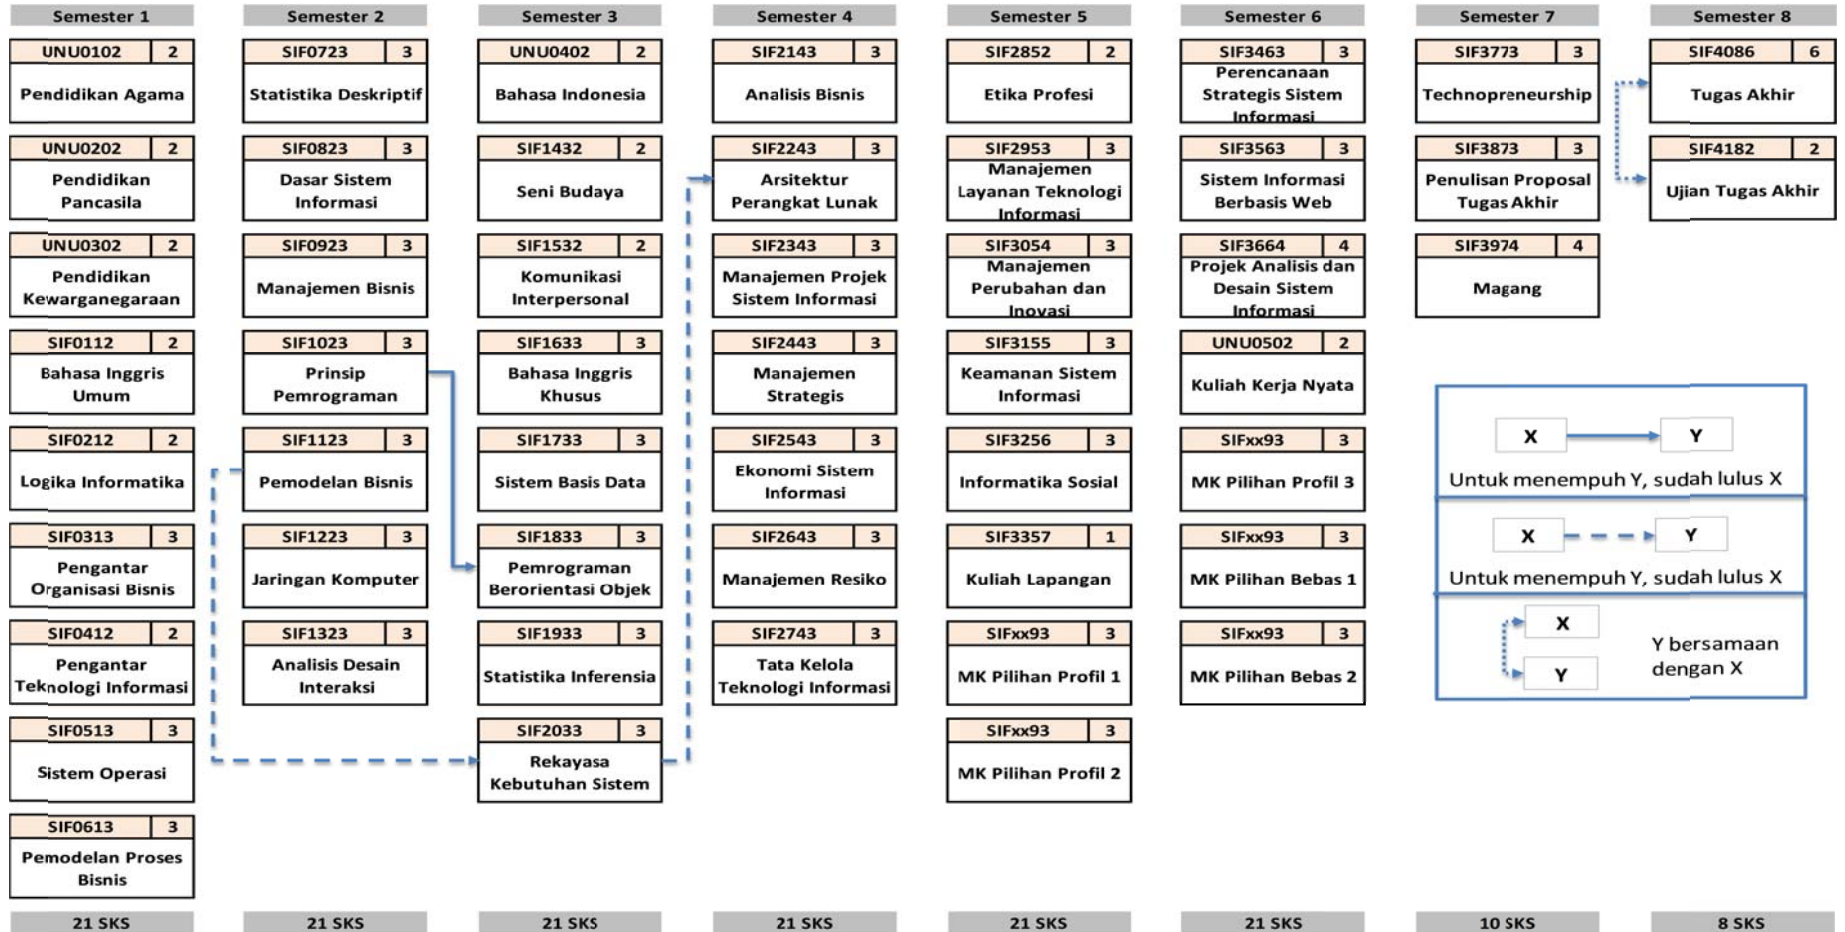 Semester 1
UNU0102 2
Pendidikan Agama
UNU0202 2
Pendidikan
Pancasila
UNU0302 2
Pendidikan
Kewarganegaraan
SIF0112 2
Bahasa Inggris
Umum
SIF0212 2
Logika Informatika
SIF0313 3
Pengantar
Organisasi Bisnis
SIF0412 2
Pengantar
Teknologi Informasi
SIF0513 3
Sistem Operasi
SIF0613 3
Pemodelan Proses
Bisnis
21 SKS
Semester 2
SIF0723 3
Statistika Deskriptif
SIF0823 3
Dasar Sistem
Informasi
SIF0923 3
Manajemen Bisnis
SIF1023 3
Prinsip
Pemrograman
SIF1123 3
Pemodelan Bisnis
SIF1223 3
Jaringan Komputer
SIF1323 3
Analisis Desain
Interaksi
21 SKS
Semester 3
UNU0402 2
Bahasa Indonesia
SIF1432 2
Seni Budaya
SIF1532 2
Komunikasi
Interpersonal
SIF1633 3
Bahasa Inggris
Khusus
SIF1733 3
Sistem Basis Data
SIF1833 3
Pemrograman
Berorientasi Objek
SIF1933 3
Statistika Inferensia
SIF2033 3
Rekayasa
Kebutuhan Sistem
21 SKS
Semester 4
SIF2143 3
Analisis Bisnis
SIF2243 3
Arsitektur
Perangkat Lunak
SIF2343 3
Manajemen Projek
Sistem Informasi
SIF2443 3
Manajemen
Strategis
SIF2543 3
Ekonomi Sistem
Informasi
SIF2643 3
Manajemen Resiko
SIF2743 3
Tata Kelola
Teknologi Informasi
21 SKS
Semester 5
SIF2852 2
Etika Profesi
SIF2953 3
Manajemen
Layanan Teknologi
Informasi
SIF3054 3
Manajemen
Perubahan dan
Inovasi
SIF3155 3
Keamanan Sistem
Informasi
SIF3256 3
Informatika Sosial
SIF3357 1
Kuliah Lapangan
SIFxx93 3
MK Pilihan Profil 1
SIFxx93 3
MK Pilihan Profil 2
21 SKS
Semester 6
SIF3463 3
Perencanaan
Strategis Sistem
Informasi
SIF3563 3
Sistem Informasi
Berbasis Web
SIF3664 4
Projek Analisis dan
Desain Sistem
Informasi
UNU0502 2
Kuliah Kerja Nyata
SIFxx93 3
MK Pilihan Profil 3
SIFxx93 3
MK Pilihan Bebas 1
SIFxx93 3
MK Pilihan Bebas 2
21 SKS
Semester 7
SIF3773 3
Technopreneurship
SIF3873 3
Penulisan Proposal
Tugas Akhir
SIF3974 4
Magang
10 SKS
Semester 8
SIF4086 6
Tugas Akhir
SIF4182 2
Ujian Tugas Akhir
8 SKS
X Y
Untuk menempuh Y, sudah lulus X
X Y
Untuk menempuh Y, sudah lulus X
X
Y
Y bersamaan
dengan X